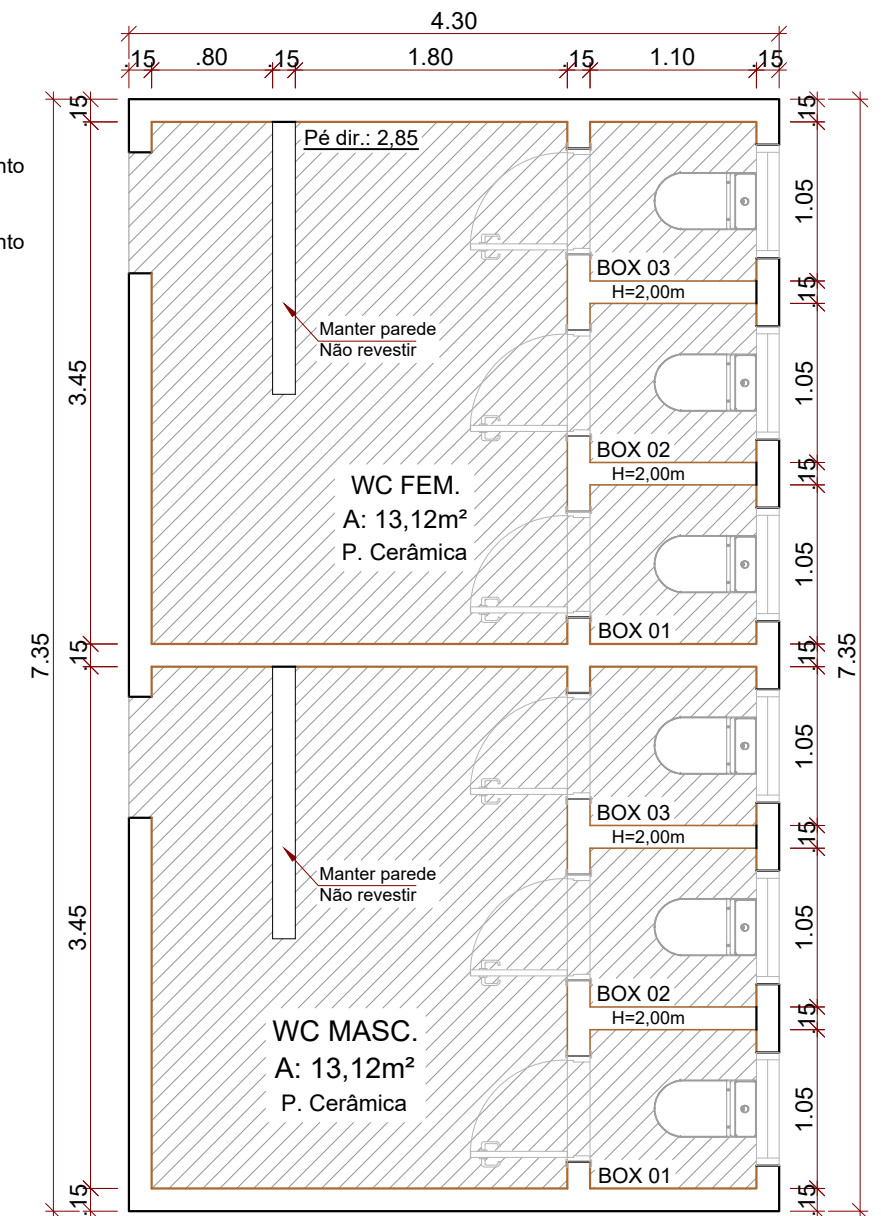 4.30
.15 .80 .15 1.80 .15 1.10 .15
.15
.15
Pé dir.: 2,85
nto
nto
1.05
BOX 03
H=2,00m
.15
Manter parede
Não revestir
3.45
1.05
BOX 02
H=2,00m
.15
WC FEM.
A: 13,12m²
P. Cerâmica
1.05
BOX 01
7.35
.15
.15
7.35
1.05
BOX 03
H=2,00m
.15
Manter parede
Não revestir
3.45
1.05
BOX 02
H=2,00m
.15
WC MASC.
A: 13,12m²
P. Cerâmica
1.05
BOX 01
.15
.15